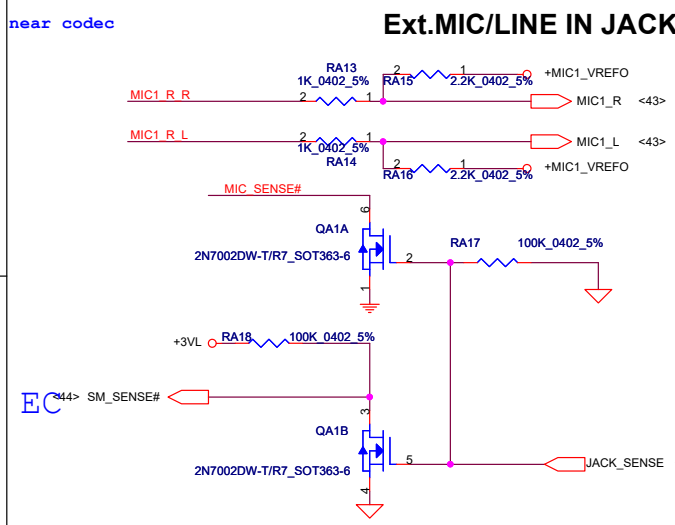 near codec
Ext.MIC/LINE IN JACK
RA13
1K_0402_5%
2 1
MIC1_R_R
2 1
RA15 2.2K_0402_5%
+MIC1_VREFO
MIC1_R <43>
MIC1_R_L
2 1
1K_0402_5%
RA14
MIC1_L <43>
2 1
RA16 2.2K_0402_5%
+MIC1_VREFO
MIC_SENSE#
6
QA1A
2N7002DW-T/R7_SOT363-6
2
1
RA17 100K_0402_5%
+3VL
RA18 100K_0402_5%
EC
<44> SM_SENSE#
3
QA1B
2N7002DW-T/R7_SOT363-6
5
4
JACK_SENSE